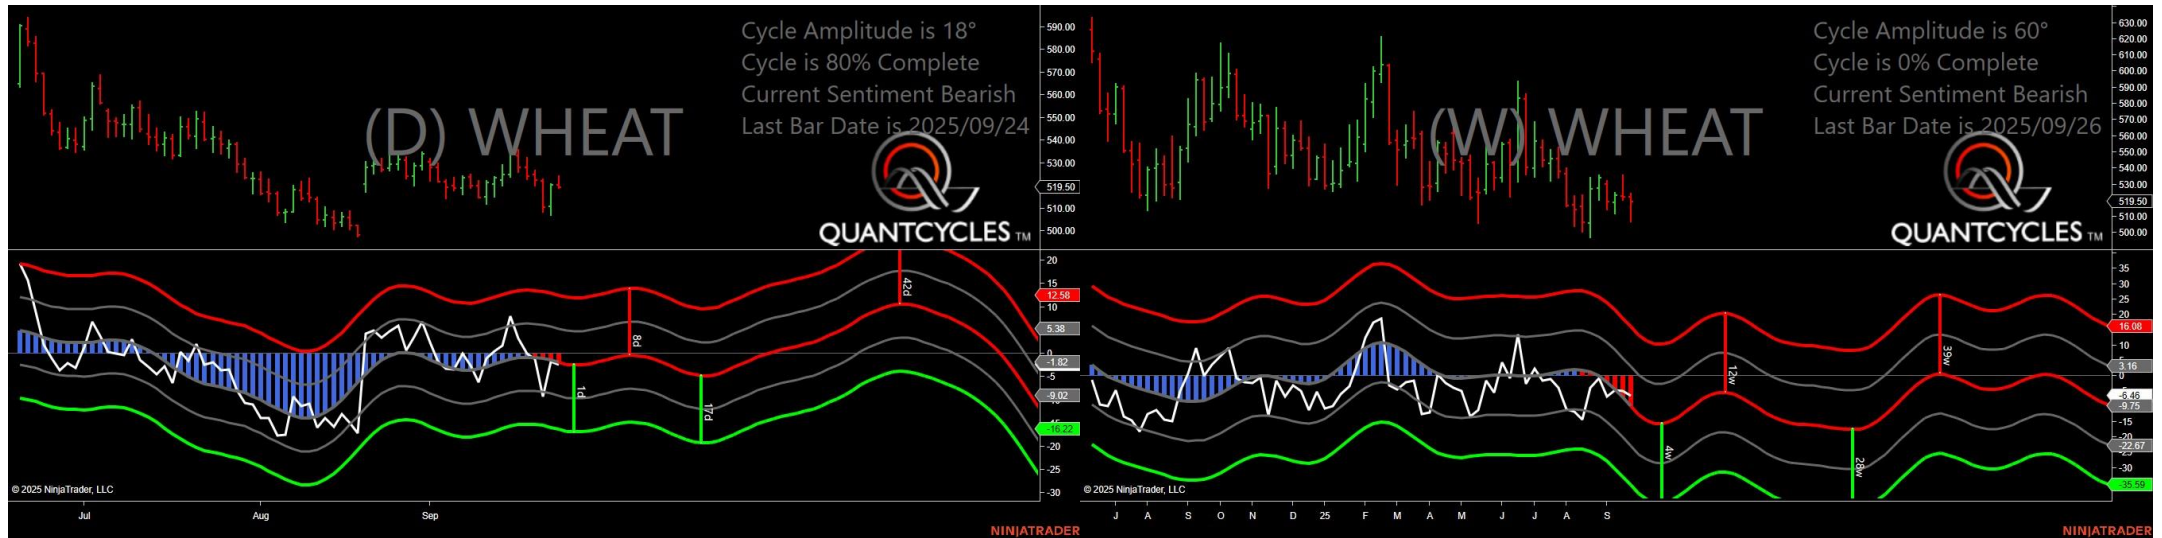 Cycle Amplitude is 18°
Cycle is 80% Complete
Current Sentiment Bearish
Last Bar Date is 2025/09/24
(D) WHEAT
QUANTCYCLES TM
590.00
580.00
570.00
560.00
550.00
540.00
530.00
519.50
510.00
500.00
20
15
12.58
10
5.38
0
-1.82
-5
-9.02
-16.22
-20
-25
-30
8d
1d
17d
42d
© 2025 NinjaTrader, LLC
Jul Aug Sep
NINJATRADER
Cycle Amplitude is 60°
Cycle is 0% Complete
Current Sentiment Bearish
Last Bar Date is 2025/09/26
(W) WHEAT
QUANTCYCLES TM
630.00
620.00
610.00
600.00
590.00
580.00
570.00
560.00
550.00
540.00
530.00
519.50
510.00
500.00
35
30
25
20
16.08
10
3.16
0
-6.46
-9.75
-15
-22.67
-30
-35.59
4w
12w
28w
39w
© 2025 NinjaTrader, LLC
J A S O N D 25 F M A M J J A S
NINJATRADER